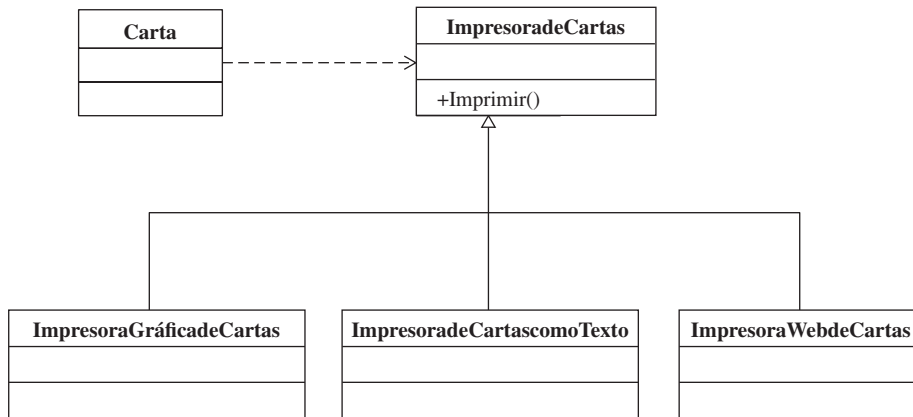 Carta
ImpresoradeCartas
+Imprimir()
ImpresoraGráficadeCartas
ImpresoradeCartascomoTexto
ImpresoraWebdeCartas